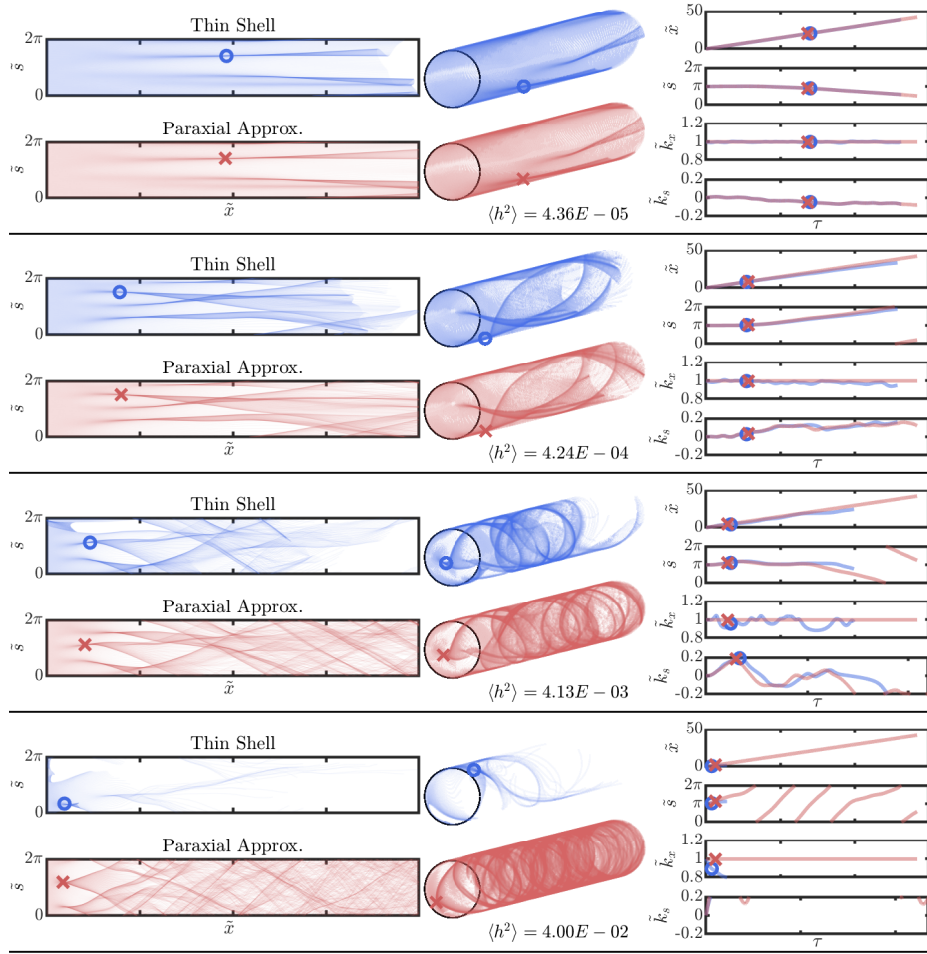 Thin Shell
2π
s̃
0
Paraxial Approx.
2π
s̃
0
x̃
⟨h²⟩ = 4.36E − 05
50
x̃
0
2π
s̃ π
0
1.2
k̃ₓ 1
0.8
0.2
k̃ₛ 0
-0.2
τ
Thin Shell
2π
s̃
0
Paraxial Approx.
2π
s̃
0
x̃
⟨h²⟩ = 4.24E − 04
50
x̃
0
2π
s̃ π
0
1.2
k̃ₓ 1
0.8
0.2
k̃ₛ 0
-0.2
τ
Thin Shell
2π
s̃
0
Paraxial Approx.
2π
s̃
0
x̃
⟨h²⟩ = 4.13E − 03
50
x̃
0
2π
s̃ π
0
1.2
k̃ₓ 1
0.8
0.2
k̃ₛ 0
-0.2
τ
Thin Shell
2π
s̃
0
Paraxial Approx.
2π
s̃
0
x̃
⟨h²⟩ = 4.00E − 02
50
x̃
0
2π
s̃ π
0
1.2
k̃ₓ 1
0.8
0.2
k̃ₛ 0
-0.2
τ